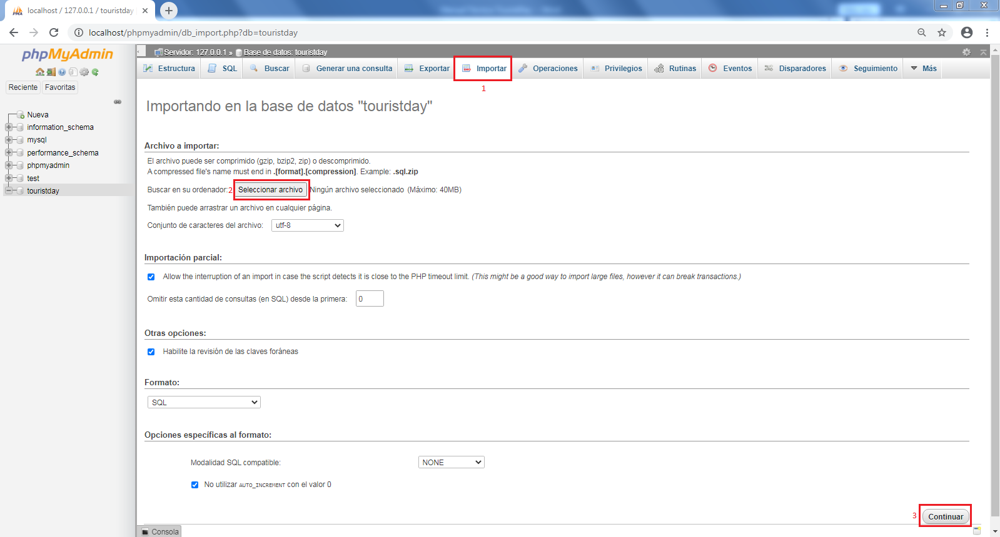 localhost / 127.0.0.1 / touristday
localhost/phpmyadmin/db_import.php?db=touristday
phpMyAdmin
Reciente
Favoritas
Nueva
information_schema
mysql
performance_schema
phpmyadmin
test
touristday
Servidor: 127.0.0.1 » Base de datos: touristday
Estructura SQL Buscar Generar una consulta Exportar Importar Operaciones Privilegios Rutinas Eventos Disparadores Seguimiento Más
1
Importando en la base de datos "touristday"
Archivo a importar:
El archivo puede ser comprimido (gzip, bzip2, zip) o descomprimido.
A compressed file's name must end in .[format].[compression]. Example: .sql.zip
Buscar en su ordenador: 2 Seleccionar archivo Ningún archivo seleccionado (Máximo: 40MB)
También puede arrastrar un archivo en cualquier página.
Conjunto de caracteres del archivo: utf-8
Importación parcial:
Allow the interruption of an import in case the script detects it is close to the PHP timeout limit. (This might be a good way to import large files, however it can break transactions.)
Omitir esta cantidad de consultas (en SQL) desde la primera: 0
Otras opciones:
Habilite la revisión de las claves foráneas
Formato:
SQL
Opciones específicas al formato:
Modalidad SQL compatible: NONE
No utilizar AUTO_INCREMENT con el valor 0
3 Continuar
Consola